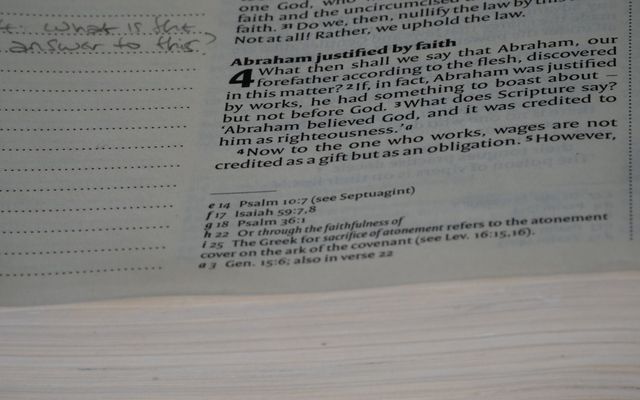 what is the
answer to this?
one God, who
faith and the uncircumcised
faith. 31 Do we, then, nullify the law by this
Not at all! Rather, we uphold the law.
Abraham justified by faith
4 What then shall we say that Abraham, our
forefather according to the flesh, discovered
in this matter? 2 If, in fact, Abraham was justified
by works, he had something to boast about –
but not before God. 3 What does Scripture say?
‘Abraham believed God, and it was credited to
him as righteousness.’ a
4 Now to the one who works, wages are not
credited as a gift but as an obligation. 5 However,
e 14 Psalm 10:7 (see Septuagint)
f 17 Isaiah 59:7,8
g 18 Psalm 36:1
h 22 Or through the faithfulness of
i 25 The Greek for sacrifice of atonement refers to the atonement
cover on the ark of the covenant (see Lev. 16:15,16).
a 3 Gen. 15:6; also in verse 22